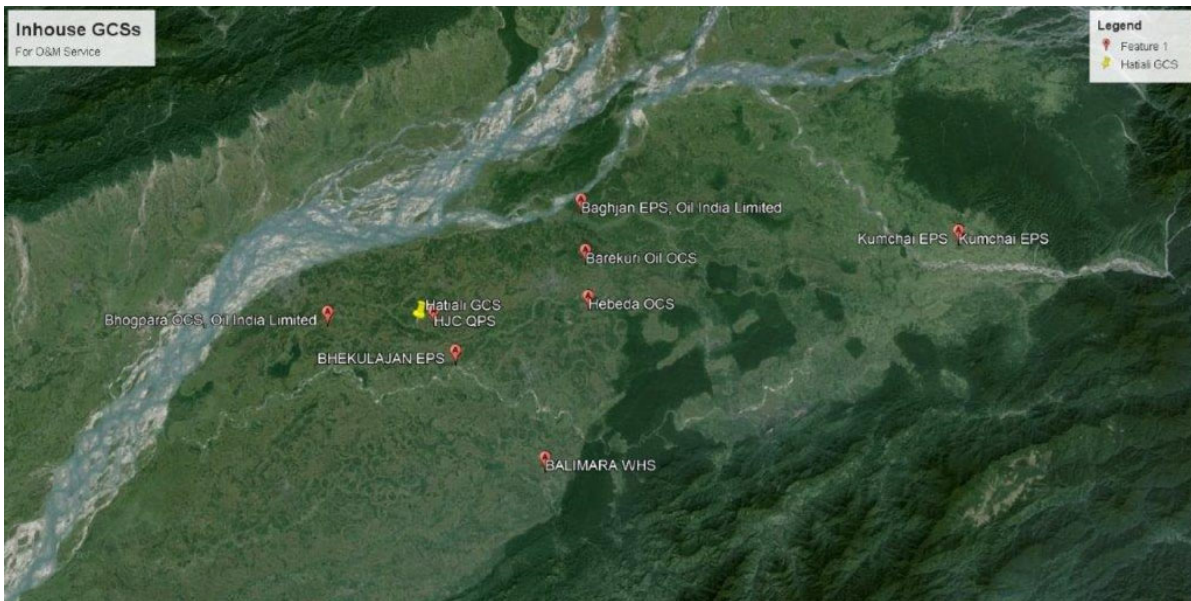 Inhouse GCSs
For O&M Service
Legend
Feature 1
Hatiali GCS
Baghjan EPS, Oil India Limited
Kumchai EPS
Kumchai EPS
Barekuri Oil OCS
Hebeda OCS
Hatiali GCS
HJC QPS
Bhogpara OCS, Oil India Limited
BHEKULAJAN EPS
BALIMARA WHS